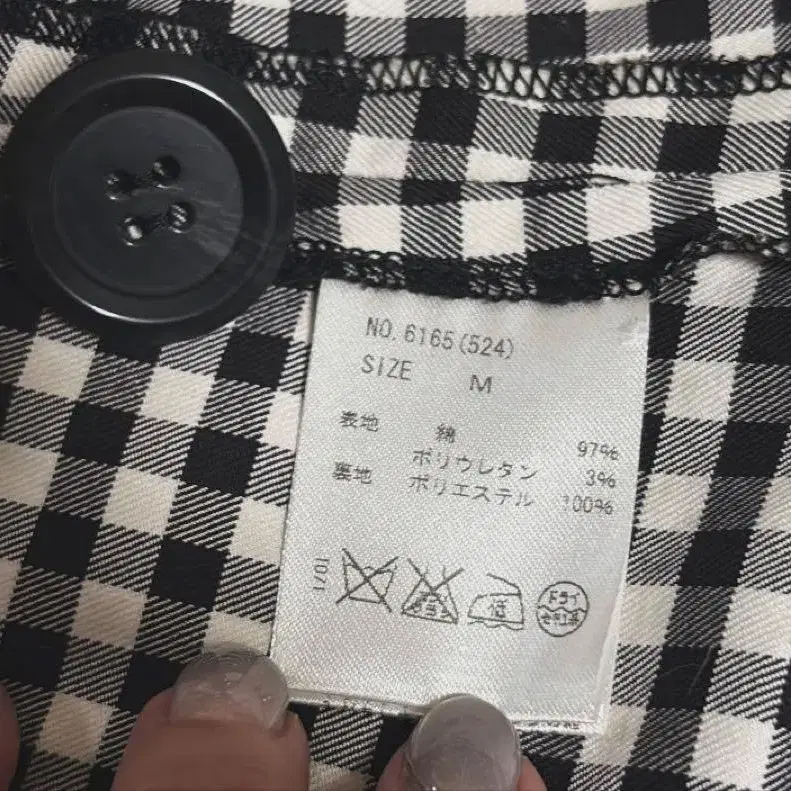 NO. 6165(524)
SIZE M
表地 綿 97%
ポリウレタン 3%
裏地 ポリエステル 100%
低
ドライ